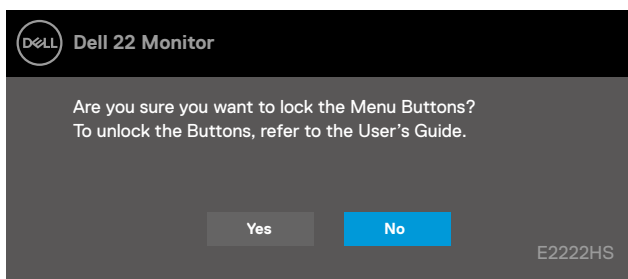 DELL Dell 22 Monitor
Are you sure you want to lock the Menu Buttons?
To unlock the Buttons, refer to the User's Guide.
Yes No
E2222HS